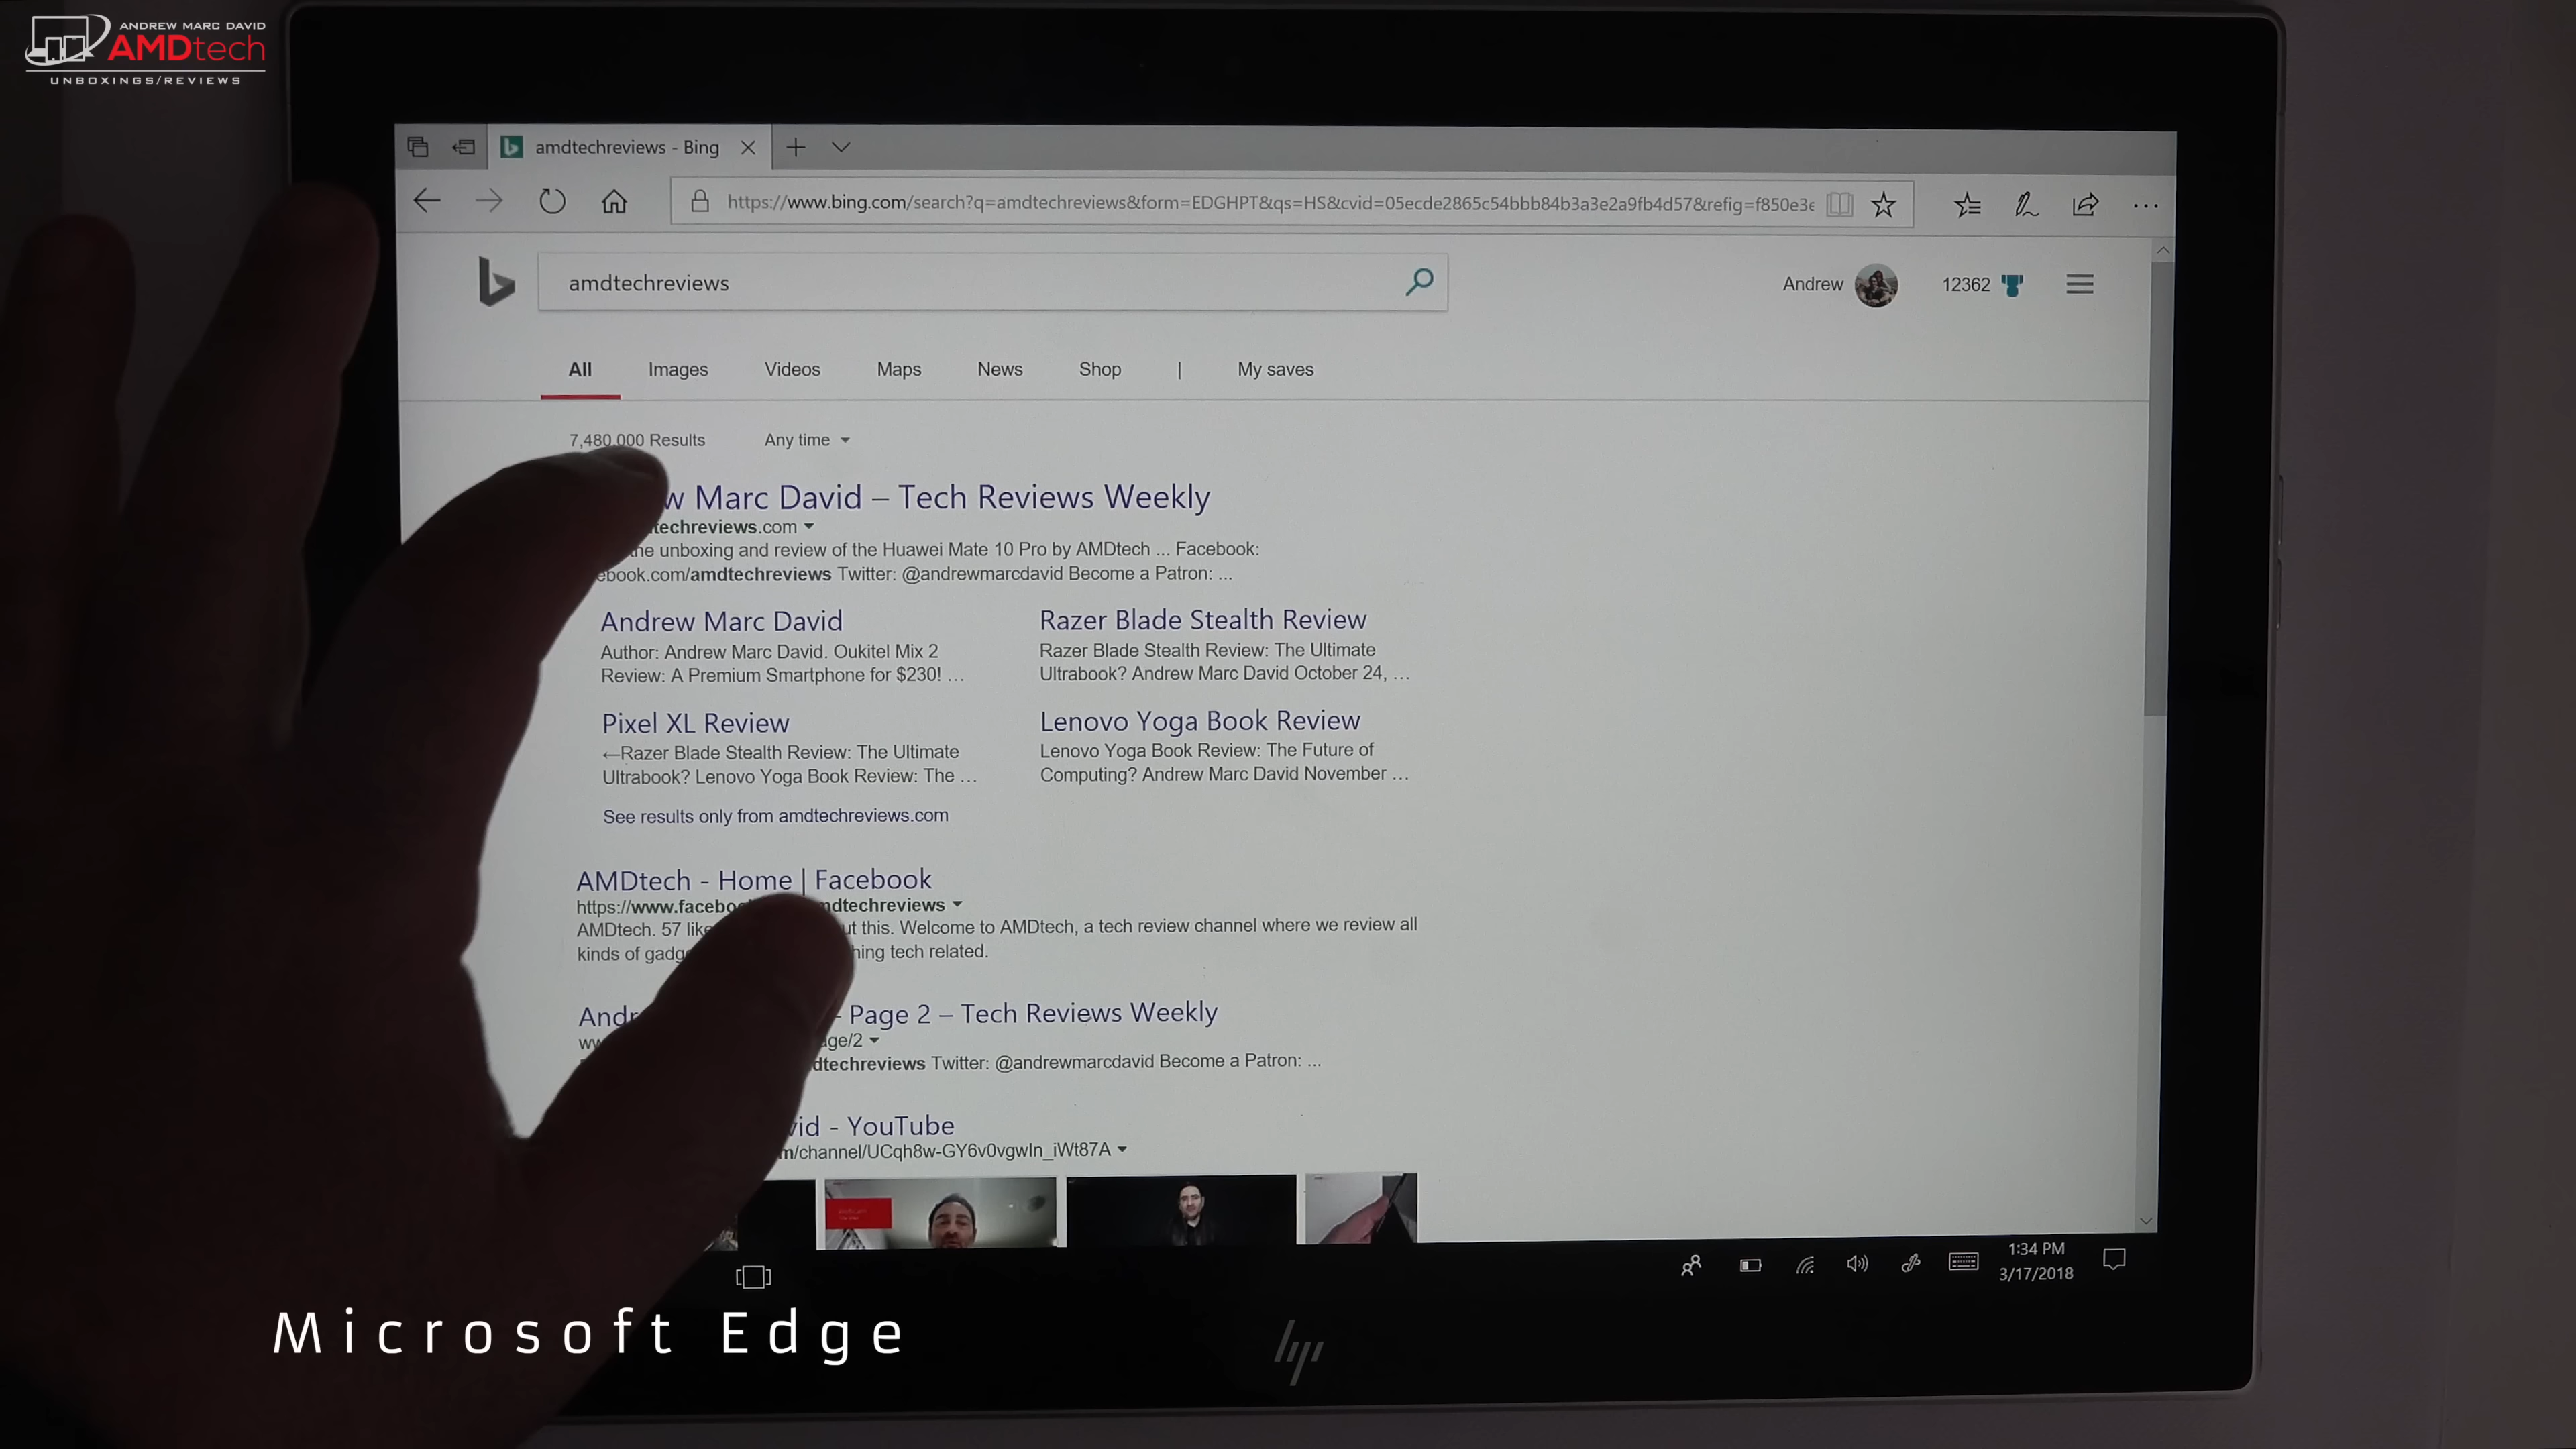 ANDREW MARC DAVID
AMDtech
UNBOXINGS/REVIEWS
amdtechreviews - Bing
https://www.bing.com/search?q=amdtechreviews&form=EDGHPT&qs=HS&cvid=05ecde2865c54bbb84b3a3e2a9fb4d57&refig=f850e3e
amdtechreviews
Andrew
12362
All Images Videos Maps News Shop | My saves
7,480,000 Results Any time
Marc David – Tech Reviews Weekly
techreviews.com
the unboxing and review of the Huawei Mate 10 Pro by AMDtech ... Facebook:
ebook.com/amdtechreviews Twitter: @andrewmarcdavid Become a Patron: ...
Andrew Marc David
Author: Andrew Marc David. Oukitel Mix 2
Review: A Premium Smartphone for $230! ...
Razer Blade Stealth Review
Razer Blade Stealth Review: The Ultimate
Ultrabook? Andrew Marc David October 24, ...
Pixel XL Review
←Razer Blade Stealth Review: The Ultimate
Ultrabook? Lenovo Yoga Book Review: The ...
Lenovo Yoga Book Review
Lenovo Yoga Book Review: The Future of
Computing? Andrew Marc David November ...
See results only from amdtechreviews.com
AMDtech - Home | Facebook
https://www.facebo mdtechreviews
AMDtech. 57 like ut this. Welcome to AMDtech, a tech review channel where we review all
kinds of gadg hing tech related.
Andr - Page 2 – Tech Reviews Weekly
ww age/2
dtechreviews Twitter: @andrewmarcdavid Become a Patron: ...
vid - YouTube
m/channel/UCqh8w-GY6v0vgwIn_iWt87A
1:34 PM
3/17/2018
Microsoft Edge
hp